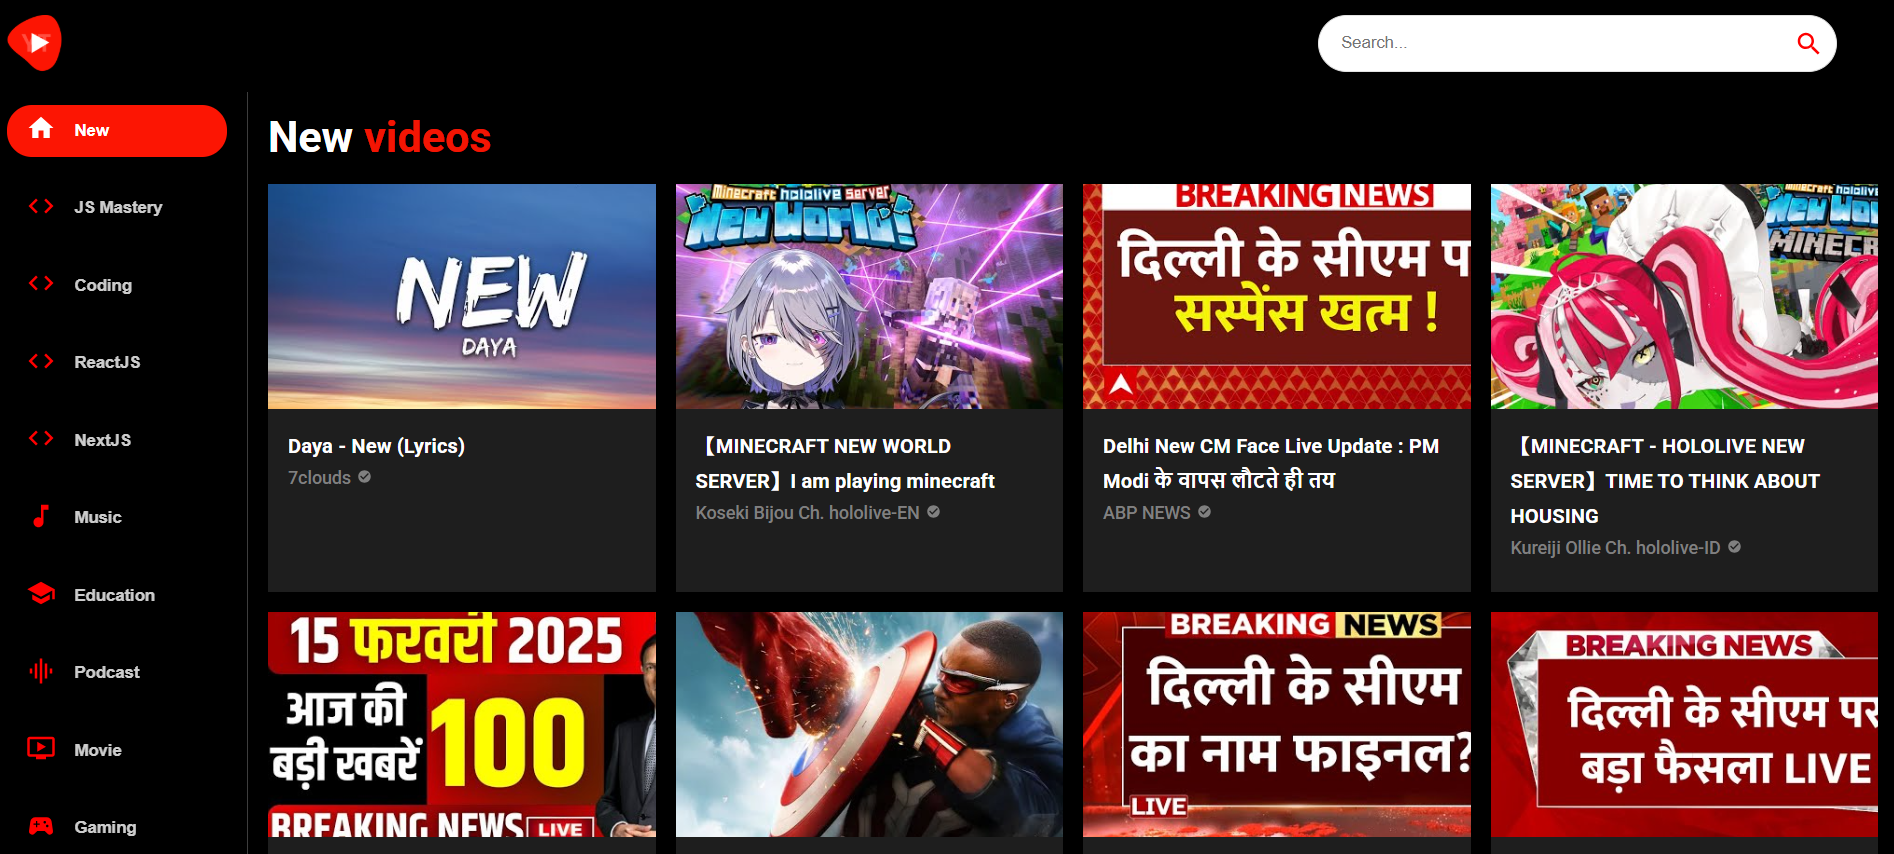 YT
Search...
New
JS Mastery
Coding
ReactJS
NextJS
Music
Education
Podcast
Movie
Gaming
New videos
NEW
DAYA
Daya - New (Lyrics)
7clouds
Minecraft hololive server
New World!
【MINECRAFT NEW WORLD
SERVER】I am playing minecraft
Koseki Bijou Ch. hololive-EN
BREAKING NEWS
दिल्ली के सीएम प
सस्पेंस खत्म !
Delhi New CM Face Live Update : PM
Modi के वापस लौटते ही तय
ABP NEWS
minecraft hololiv
New Wor
MINECR
【MINECRAFT - HOLOLIVE NEW
SERVER】TIME TO THINK ABOUT
HOUSING
Kureiji Ollie Ch. hololive-ID
15 फरवरी 2025
आज की
बड़ी खबरें 100
BREAKING NEWS LIVE
BREAKING NEWS
दिल्ली के सीएम
का नाम फाइनल?
LIVE
BREAKING NEWS
दिल्ली के सीएम पर
बड़ा फैसला LIVE